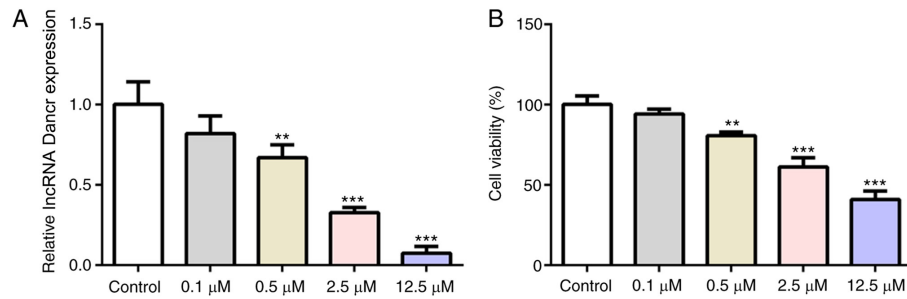 A
Relative lncRNA Dancr expression
1.5
1.0
0.5
0.0
**
***
***
Control 0.1 μM 0.5 μM 2.5 μM 12.5 μM
B
Cell viability (%)
150
100
50
0
**
***
***
Control 0.1 μM 0.5 μM 2.5 μM 12.5 μM